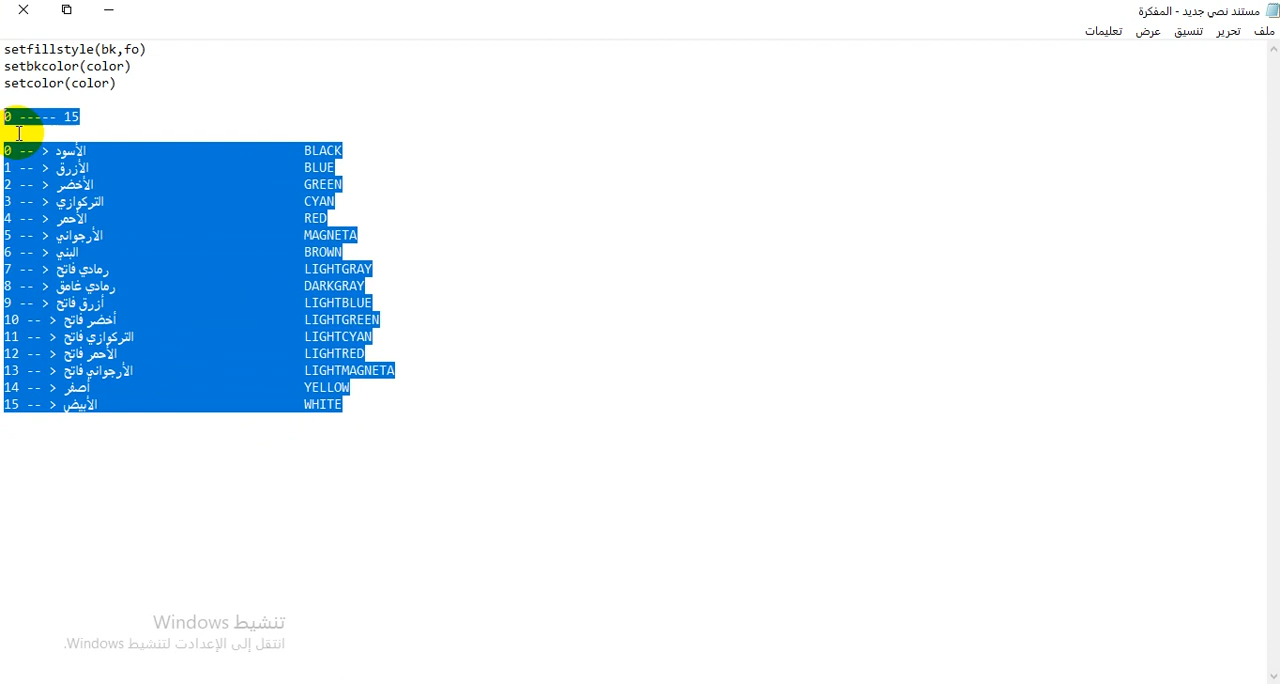 مستند نصي جديد - المفكرة
ملف تحرير تنسيق عرض تعليمات
setfillstyle(bk,fo)
setbkcolor(color)
setcolor(color)
0 ----- 15
0 -- > الأسود BLACK
1 -- > الأزرق BLUE
2 -- > الأخضر GREEN
3 -- > التركوازي CYAN
4 -- > الأحمر RED
5 -- > الأرجواني MAGNETA
6 -- > البني BROWN
7 -- > رمادي فاتح LIGHTGRAY
8 -- > رمادي غامق DARKGRAY
9 -- > أزرق فاتح LIGHTBLUE
10 -- > أخضر فاتح LIGHTGREEN
11 -- > التركوازي فاتح LIGHTCYAN
12 -- > الأحمر فاتح LIGHTRED
13 -- > الأرجواني فاتح LIGHTMAGNETA
14 -- > أصفر YELLOW
15 -- > الأبيض WHITE
تنشيط Windows
انتقل إلى الإعدادت لتنشيط Windows.